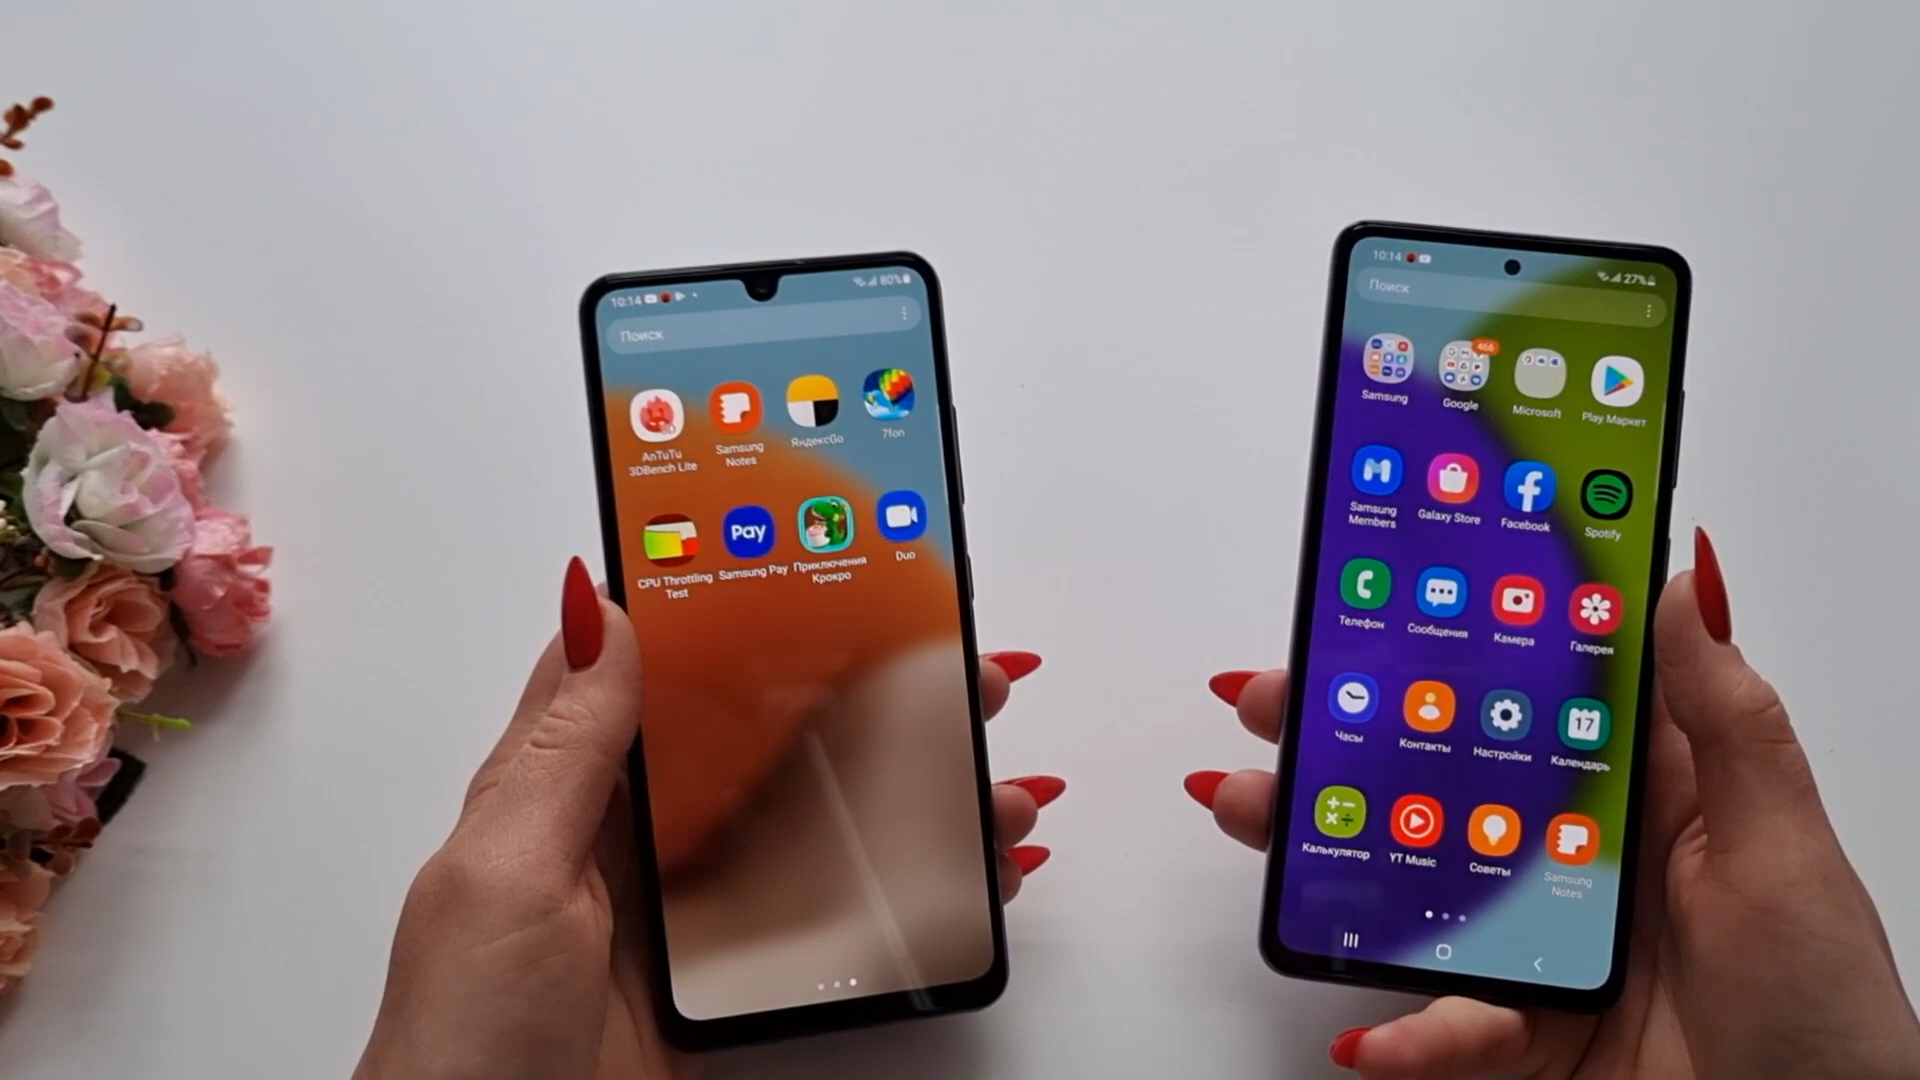 10:14
80%
Поиск
AnTuTu
3DBench Lite
Samsung
Notes
ЯндексGo
7fon
CPU Throttling
Test
Pay
Samsung Pay
Приключения
Крокро
Duo
10:14
27%
Поиск
Samsung
466
Google
Microsoft
Play Маркет
Samsung
Members
Galaxy Store
Facebook
Spotify
Телефон
Сообщения
Камера
Галерея
Часы
Контакты
Настройки
17
Календарь
Калькулятор
YT Music
Советы
Samsung
Notes